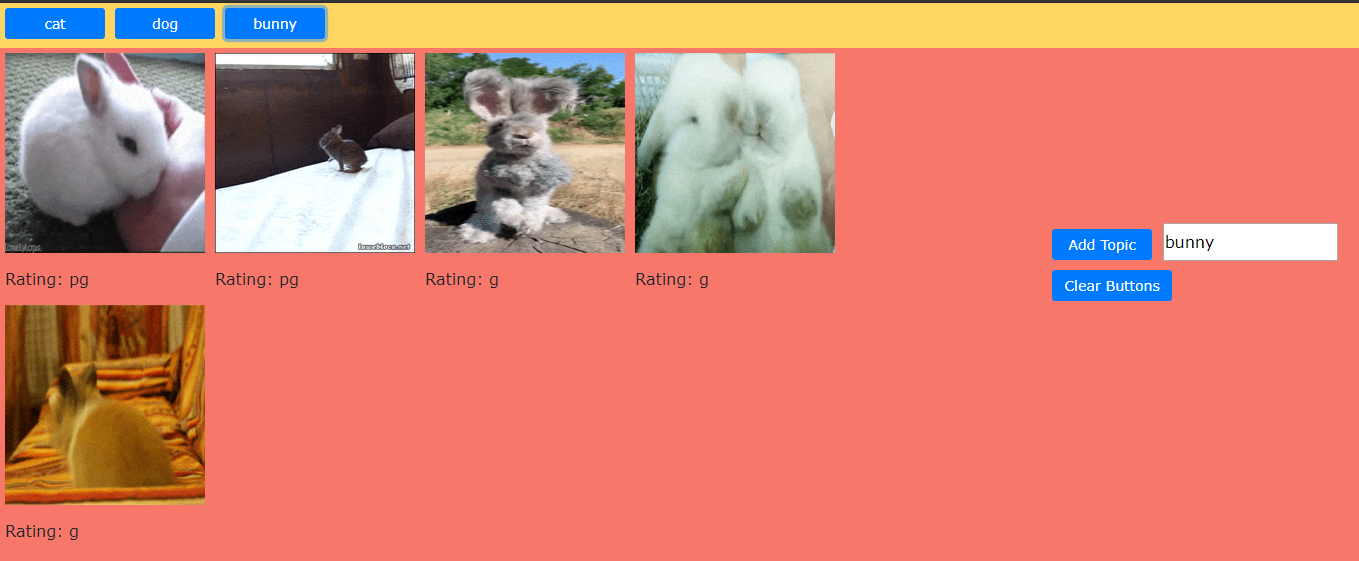 cat
dog
bunny
Rating: pg
Rating: pg
Rating: g
Rating: g
Add Topic
bunny
Clear Buttons
Rating: g